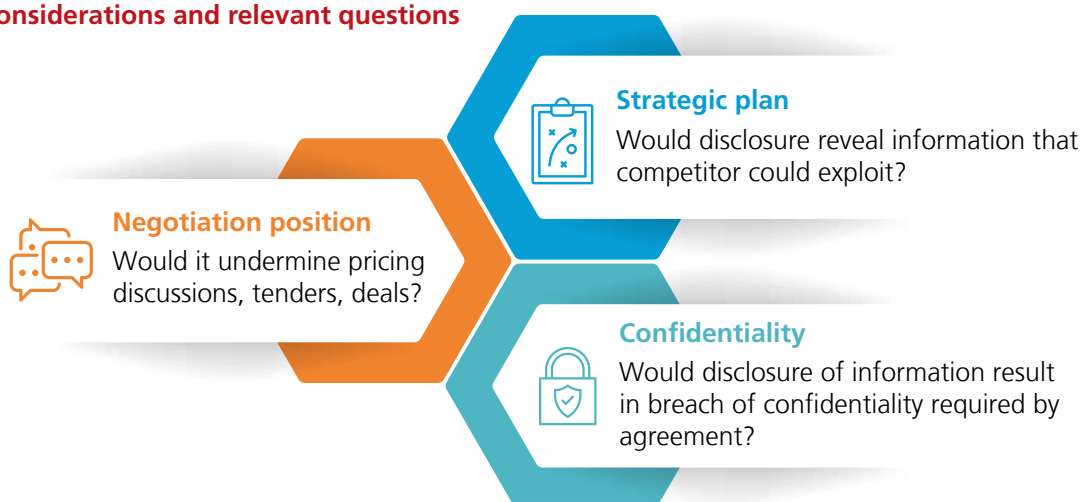 onsiderations and relevant questions
Strategic plan
Would disclosure reveal information that
competitor could exploit?
Negotiation position
Would it undermine pricing
discussions, tenders, deals?
Confidentiality
Would disclosure of information result
in breach of confidentiality required by
agreement?